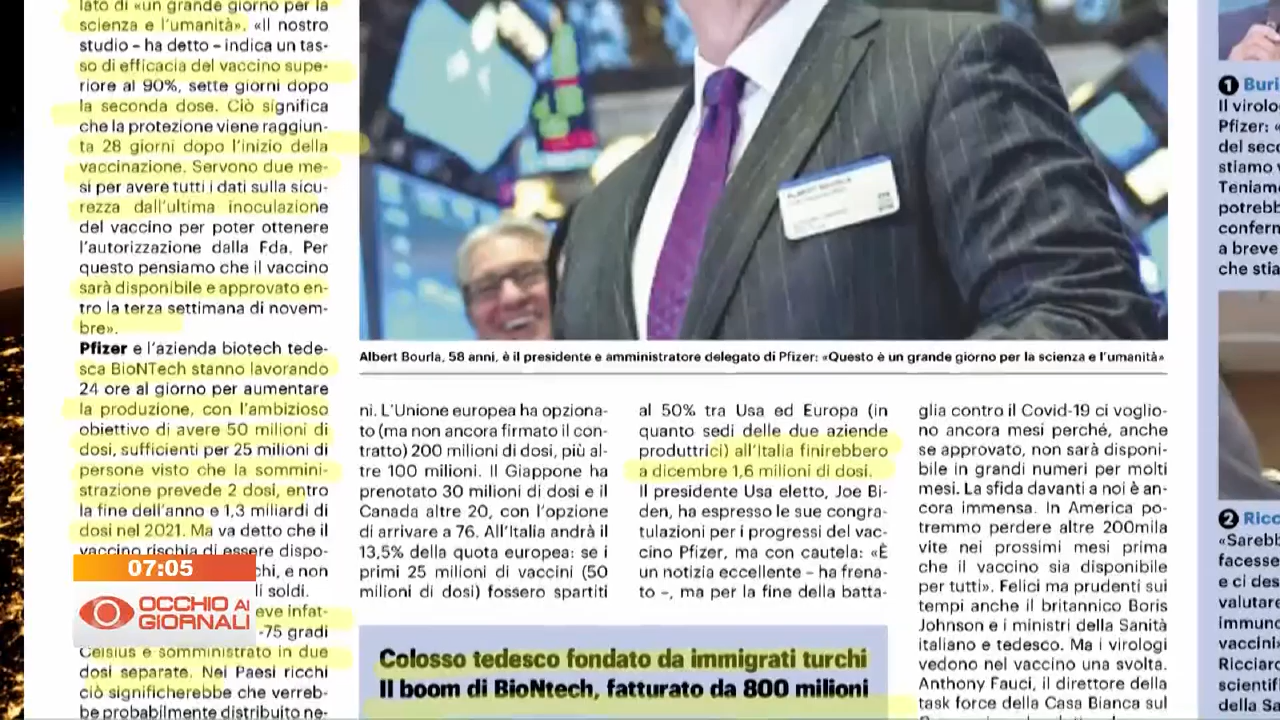 lato di «un grande giorno per la
scienza e l'umanità». «Il nostro
studio – ha detto – indica un tas-
so di efficacia del vaccino supe-
riore al 90%, sette giorni dopo
la seconda dose. Ciò significa
che la protezione viene raggiun-
ta 28 giorni dopo l'inizio della
vaccinazione. Servono due me-
si per avere tutti i dati sulla sicu-
rezza dall'ultima inoculazione
del vaccino per poter ottenere
l'autorizzazione dalla Fda. Per
questo pensiamo che il vaccino
sarà disponibile e approvato en-
tro la terza settimana di novem-
bre».
Pfizer e l'azienda biotech tede-
sca BioNTech stanno lavorando
24 ore al giorno per aumentare
la produzione, con l'ambizioso
obiettivo di avere 50 milioni di
dosi, sufficienti per 25 milioni di
persone visto che la sommini-
strazione prevede 2 dosi, entro
la fine dell'anno e 1,3 miliardi di
dosi nel 2021. Ma va detto che il
vaccino rischia di essere dispo-
chi, e non
li soldi.
eve infat-
-75 gradi
Celsius e somministrato in due
dosi separate. Nei Paesi ricchi
ciò significherebbe che verreb-
be probabilmente distribuito ne-
07:05
OCCHIO AI
GIORNALI
ALBERT BOURLA
Albert Bourla, 58 anni, è il presidente e amministratore delegato di Pfizer: «Questo è un grande giorno per la scienza e l'umanità»
ni. L'Unione europea ha opziona-
to (ma non ancora firmato il con-
tratto) 200 milioni di dosi, più al-
tre 100 milioni. Il Giappone ha
prenotato 30 milioni di dosi e il
Canada altre 20, con l'opzione
di arrivare a 76. All'Italia andrà il
13,5% della quota europea: se i
primi 25 milioni di vaccini (50
milioni di dosi) fossero spartiti
al 50% tra Usa ed Europa (in
quanto sedi delle due aziende
produttrici) all'Italia finirebbero
a dicembre 1,6 milioni di dosi.
Il presidente Usa eletto, Joe Bi-
den, ha espresso le sue congra-
tulazioni per i progressi del vac-
cino Pfizer, ma con cautela: «È
un notizia eccellente – ha frena-
to –, ma per la fine della batta-
glia contro il Covid-19 ci voglio-
no ancora mesi perché, anche
se approvato, non sarà disponi-
bile in grandi numeri per molti
mesi. La sfida davanti a noi è an-
cora immensa. In America po-
tremmo perdere altre 200mila
vite nei prossimi mesi prima
che il vaccino sia disponibile
per tutti». Felici ma prudenti sui
tempi anche il britannico Boris
Johnson e i ministri della Sanità
italiano e tedesco. Ma i virologi
vedono nel vaccino una svolta.
Anthony Fauci, il direttore della
task force della Casa Bianca sul
Colosso tedesco fondato da immigrati turchi
Il boom di BioNtech, fatturato da 800 milioni
1 Buri
Il virolo
Pfizer: «
del seco
stiamo
Teniam
potrebb
conferm
a breve
che stia
2 Ricc
«Sarebb
facesse
e ci des
valutare
immuno
vaccini»
Ricciard
scientifi
della Sa